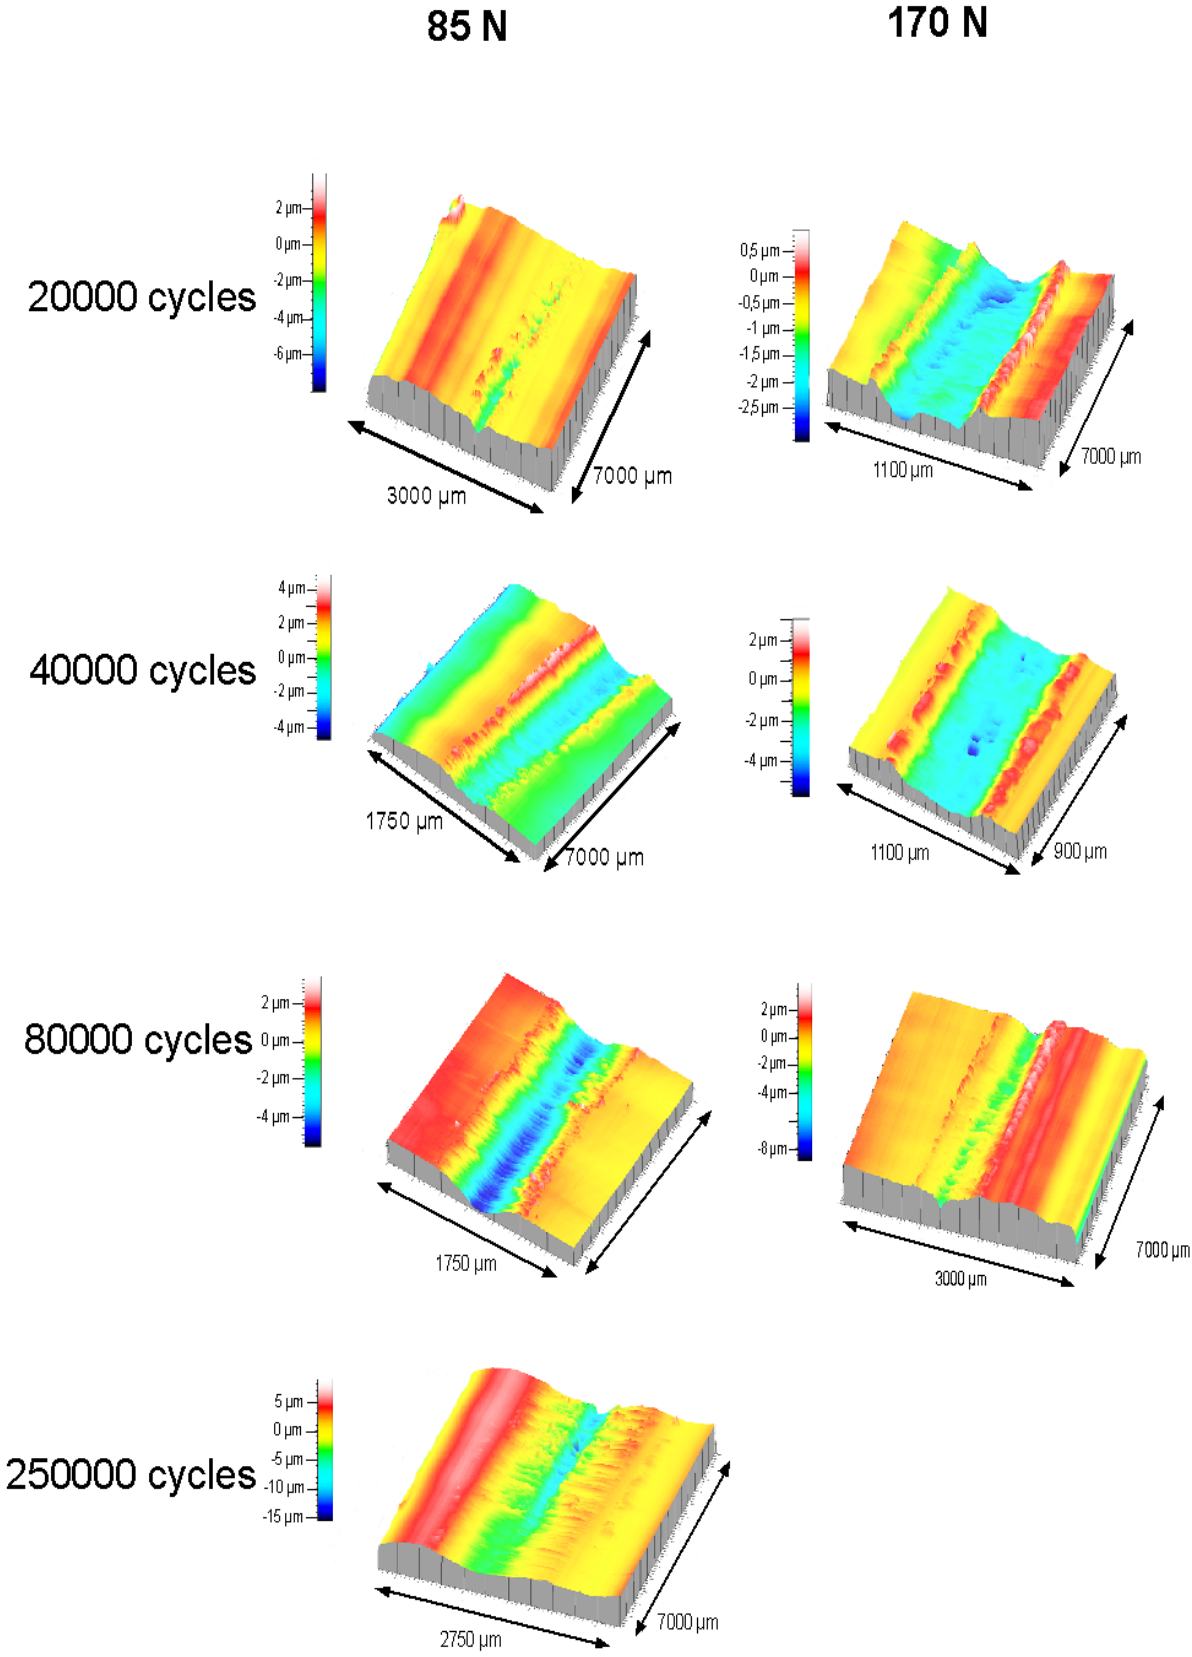 85 N
170 N
20000 cycles
2 µm
0 µm
-2 µm
-4 µm
-6 µm
3000 µm
7000 µm
0,5 µm
0 µm
-0,5 µm
-1 µm
-1,5 µm
-2 µm
-2,5 µm
1100 µm
7000 µm
40000 cycles
4 µm
2 µm
0 µm
-2 µm
-4 µm
1750 µm
7000 µm
2 µm
0 µm
-2 µm
-4 µm
1100 µm
900 µm
80000 cycles
2 µm
0 µm
-2 µm
-4 µm
1750 µm
2 µm
0 µm
-2 µm
-4 µm
-8 µm
3000 µm
7000 µm
250000 cycles
5 µm
0 µm
-5 µm
-10 µm
-15 µm
2750 µm
7000 µm